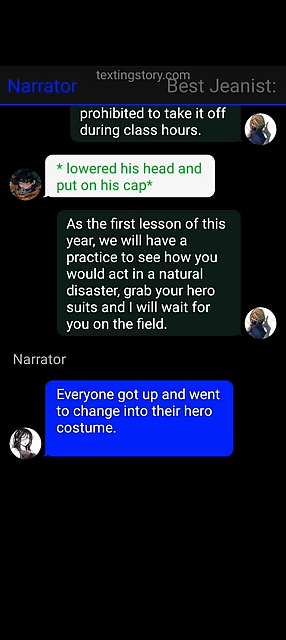 textingstory.com
Narrator
Best Jeanist:
prohibited to take it off
during class hours.
* lowered his head and
put on his cap*
As the first lesson of this
year, we will have a
practice to see how you
would act in a natural
disaster, grab your hero
suits and I will wait for
you on the field.
Narrator
Everyone got up and went
to change into their hero
costume.